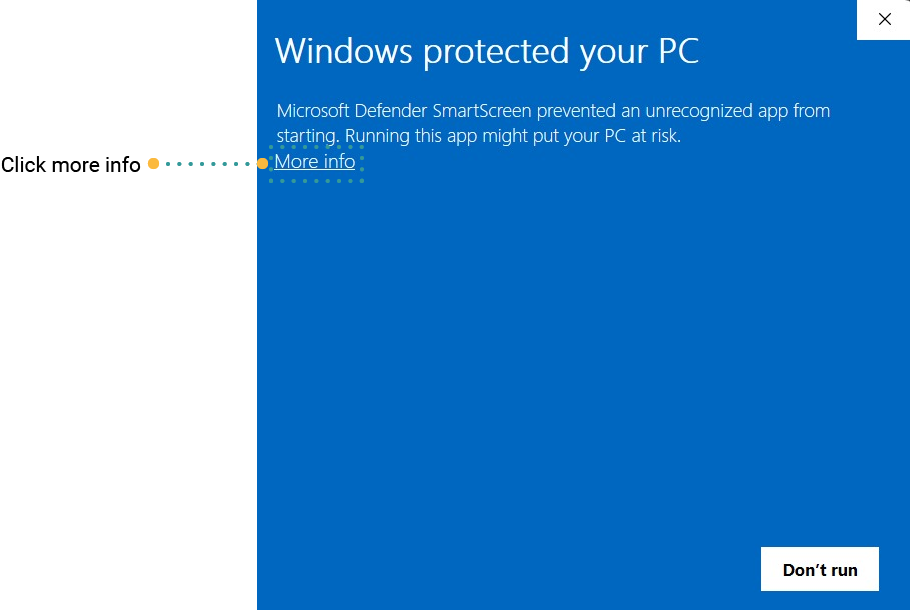 Windows protected your PC
Microsoft Defender SmartScreen prevented an unrecognized app from
starting. Running this app might put your PC at risk.
Click more info
More info
Don't run